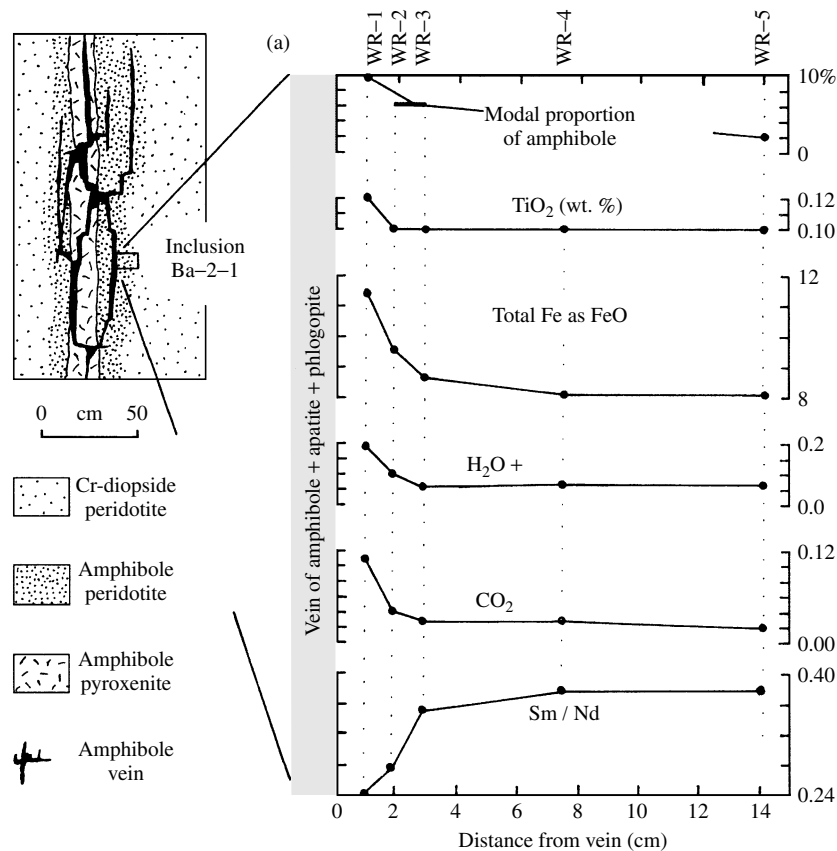 (a)
WR–1
WR–2
WR–3
WR–4
WR–5
Inclusion
Ba–2–1
0 cm 50
Cr-diopside
peridotite
Amphibole
peridotite
Amphibole
pyroxenite
Amphibole
vein
Vein of amphibole + apatite + phlogopite
10%
Modal proportion
of amphibole
0
TiO2 (wt. %)
0.12
0.10
12
Total Fe as FeO
8
H2O +
0.2
0.0
CO2
0.12
0.00
0.40
Sm / Nd
0.24
0 2 4 6 8 10 12 14
Distance from vein (cm)